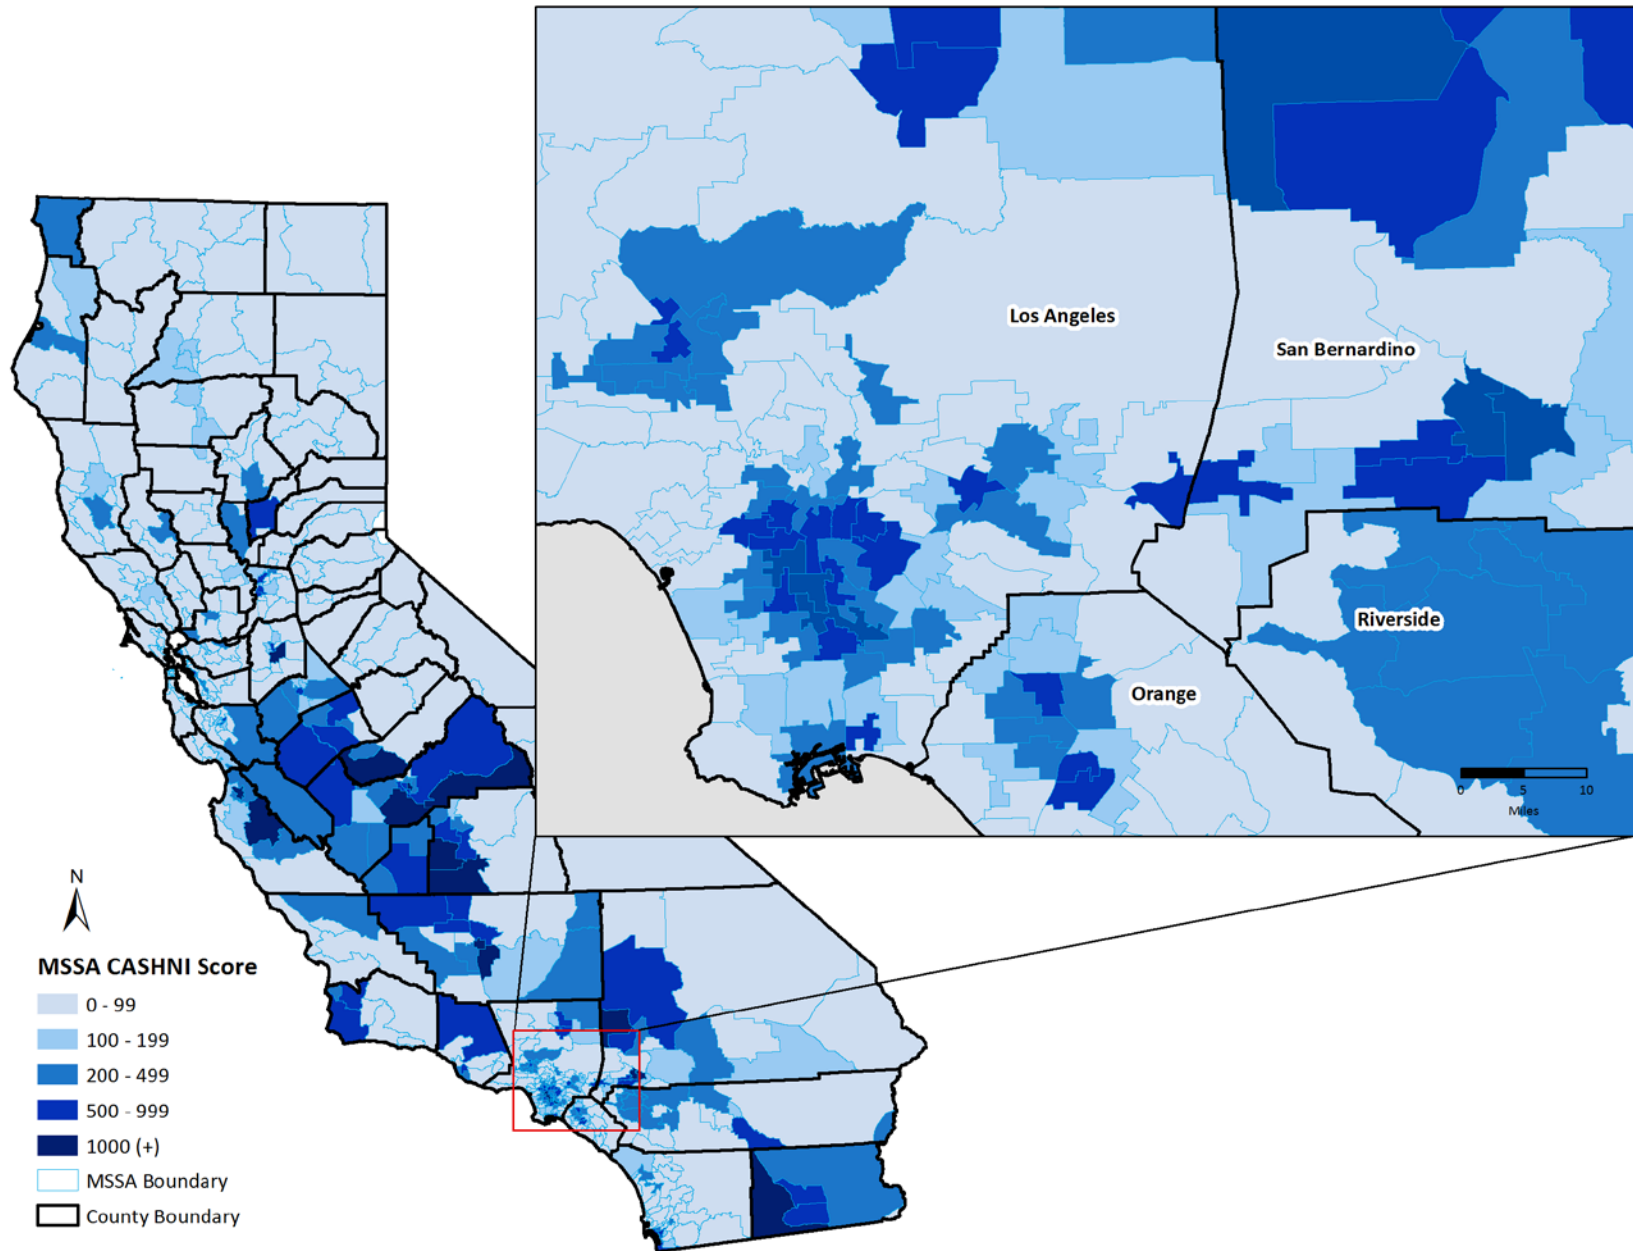 Los Angeles
San Bernardino
Riverside
Orange
0 5 10
Miles
N
MSSA CASHNI Score
0 - 99
100 - 199
200 - 499
500 - 999
1000 (+)
MSSA Boundary
County Boundary